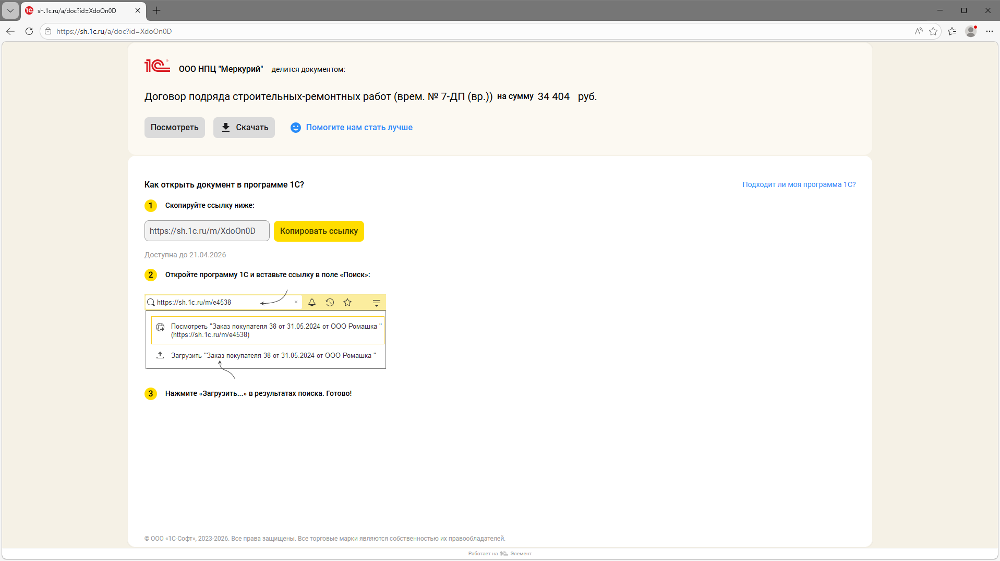 sh.1c.ru/a/doc?id=XdoOn0D
https://sh.1c.ru/a/doc?id=XdoOn0D
1С ООО НПЦ "Меркурий" делится документом:
Договор подряда строительных-ремонтных работ (врем. № 7-ДП (вр.)) на сумму 34 404 руб.
Посмотреть Скачать Помогите нам стать лучше
Как открыть документ в программе 1С? Подходит ли моя программа 1С?
1 Скопируйте ссылку ниже:
https://sh.1c.ru/m/XdoOn0D Копировать ссылку
Доступна до 21.04.2026
2 Откройте программу 1С и вставьте ссылку в поле «Поиск»:
https://sh.1c.ru/m/e4538
Посмотреть "Заказ покупателя 38 от 31.05.2024 от ООО Ромашка "
(https://sh.1c.ru/m/e4538)
Загрузить "Заказ покупателя 38 от 31.05.2024 от ООО Ромашка "
3 Нажмите «Загрузить...» в результатах поиска. Готово!
© ООО «1С-Софт», 2023-2026. Все права защищены. Все торговые марки являются собственностью их правообладателей.
Работает на 1С Элемент